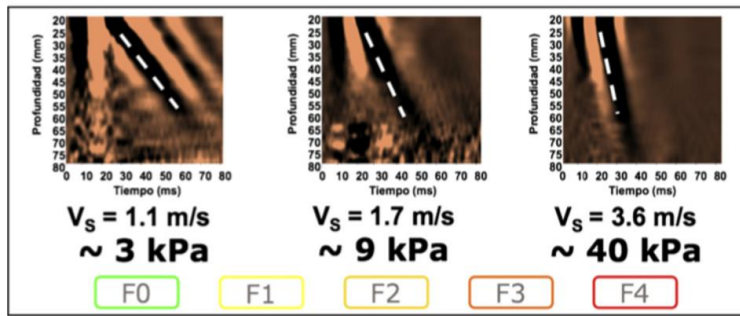 Profundidad (mm)
20
25
30
35
40
45
50
55
60
65
70
75
80
0 10 20 30 40 50 60 70 80
Tiempo (ms)
V_S = 1.1 m/s
~ 3 kPa
Profundidad (mm)
20
25
30
35
40
45
50
55
60
65
70
75
80
0 10 20 30 40 50 60 70 80
Tiempo (ms)
V_S = 1.7 m/s
~ 9 kPa
Profundidad (mm)
20
25
30
35
40
45
50
55
60
65
70
75
80
0 10 20 30 40 50 60 70 80
Tiempo (ms)
V_S = 3.6 m/s
~ 40 kPa
F0 F1 F2 F3 F4